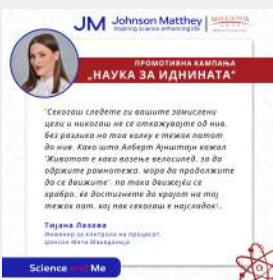 JM Johnson Matthey
Inspiring science, enhancing life
ПРОМОТИВНА КАМПАЊА
„НАУКА ЗА ИДНИНАТА“
"Секогаш следете ги вашите замислени
цели и никогаш не се откажувајте од нив,
без разлика на тоа колку е тежок патот
до нив. Како што Алберт Ајнштајн кажал
"Животот е како возење велосипед, за да
одржите рамнотежа, мора да продолжите
да се движите", па така движејќи се
храбро, ќе достигнете до крајот на тој
тежок пат, кој пак секогаш е најсладок!„
Тијана Лазова
Инженер за контрола на процесот,
Џонсон Мети Македонија
Science and Me